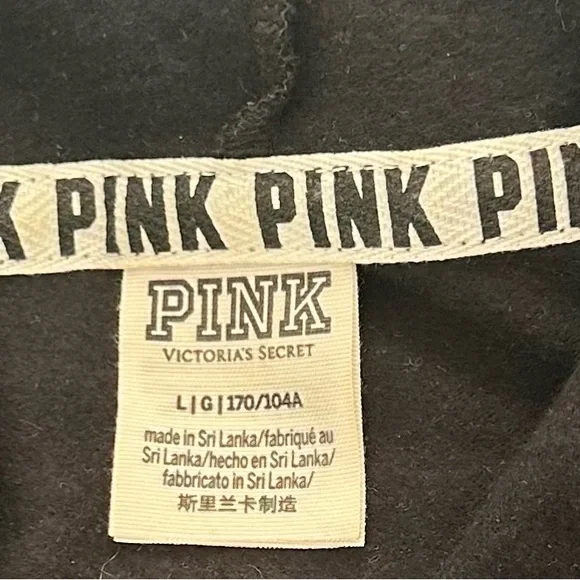 K PINK PINK PIN
PINK
VICTORIA'S SECRET
L|G|170/104A
made in Sri Lanka/fabriqué au
Sri Lanka/hecho en Sri Lanka/
fabbricato in Sri Lanka/
斯里兰卡制造